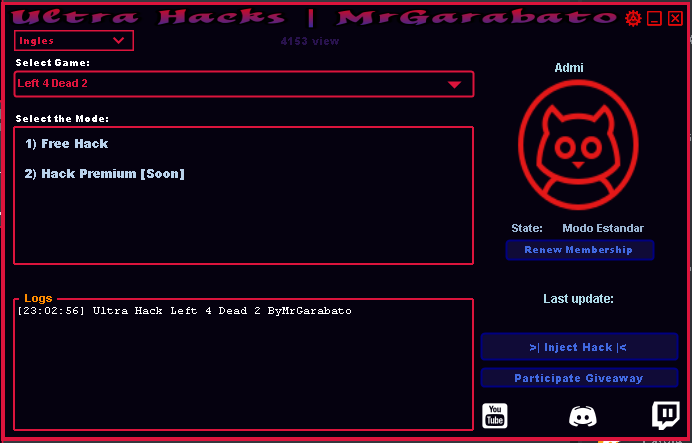 Ultra Hacks | MrGarabato
Ingles
4153 view
Select Game:
Left 4 Dead 2
Select the Mode:
1) Free Hack
2) Hack Premium [Soon]
Admi
State: Modo Estandar
Renew Membership
Logs
[23:02:56] Ultra Hack Left 4 Dead 2 ByMrGarabato
Last update:
>| Inject Hack |<
Participate Giveaway
You
Tube